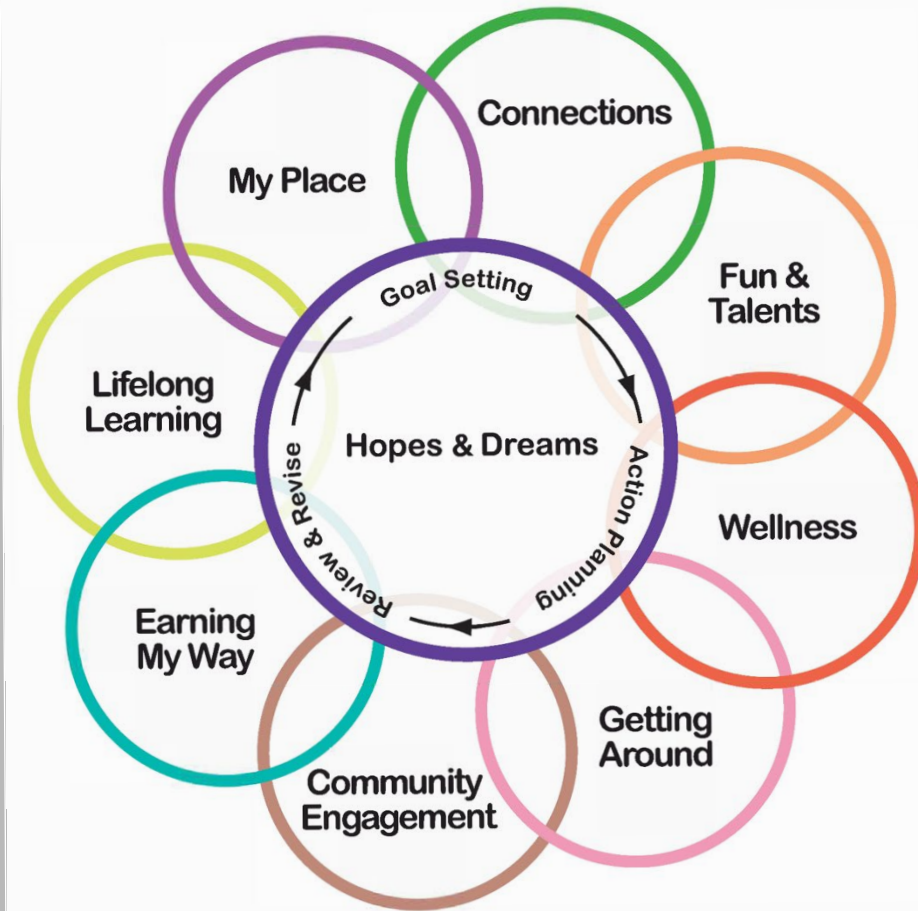 Connections
My Place
Fun &
Talents
Goal Setting
Lifelong
Learning
Hopes & Dreams
Action Planning
Review & Revise
Wellness
Earning
My Way
Getting
Around
Community
Engagement